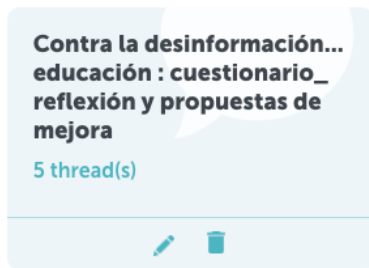 Contra la desinformación...
educación : cuestionario_
reflexión y propuestas de
mejora
5 thread(s)